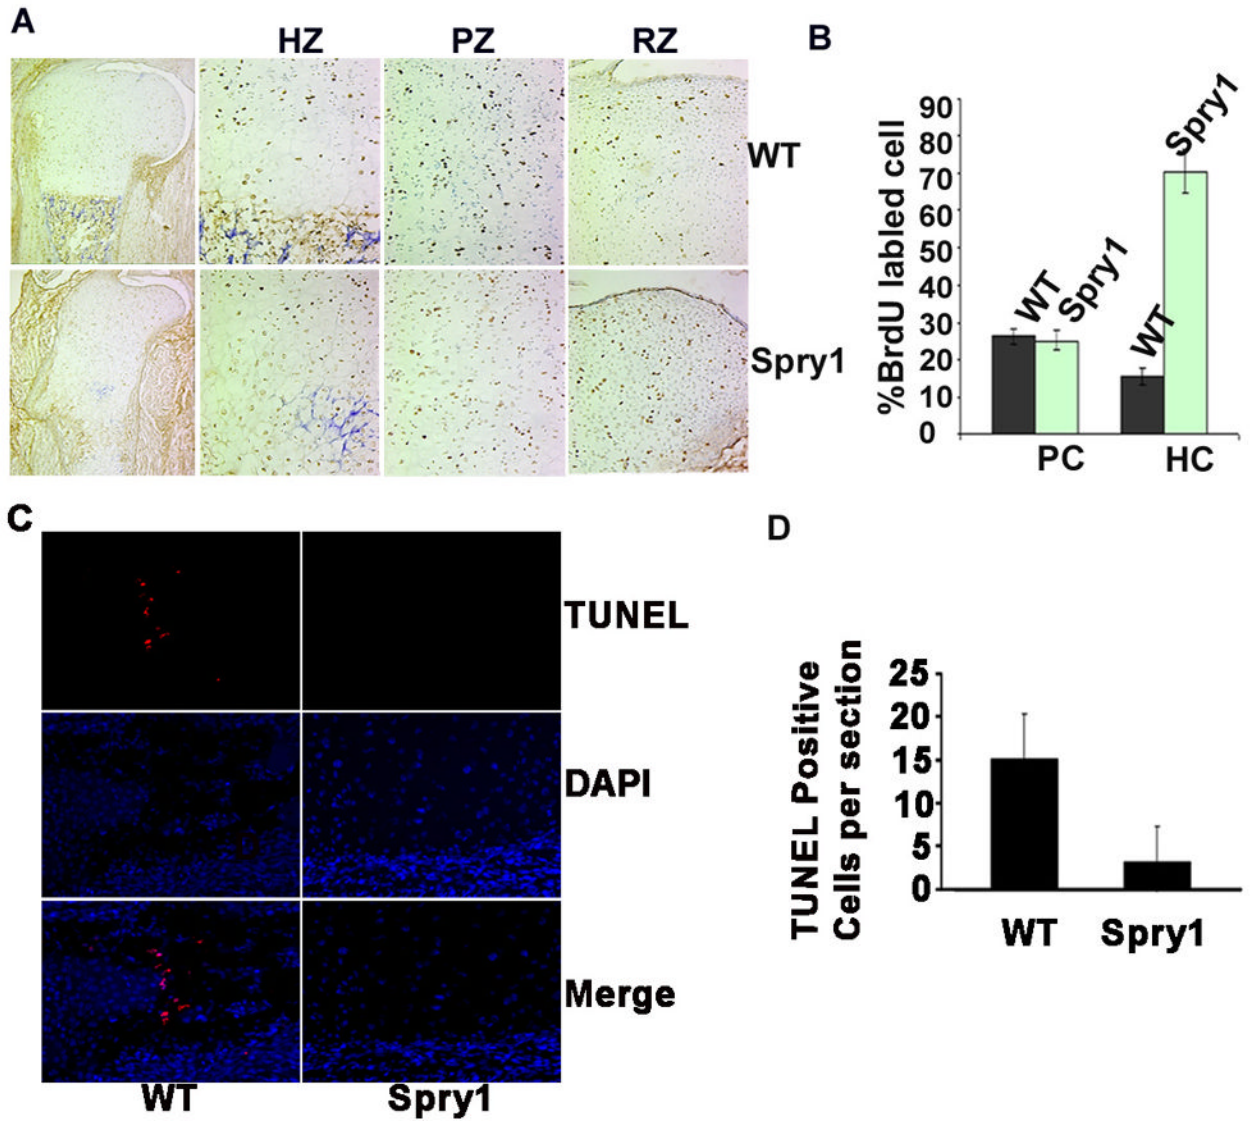 A
HZ
PZ
RZ
WT
Spry1
B
%BrdU labeled cell
90
80
70
60
50
40
30
20
10
0
WT
Spry1
WT
Spry1
PC
HC
C
TUNEL
DAPI
Merge
WT
Spry1
D
TUNEL Positive
Cells per section
25
20
15
10
5
0
WT
Spry1